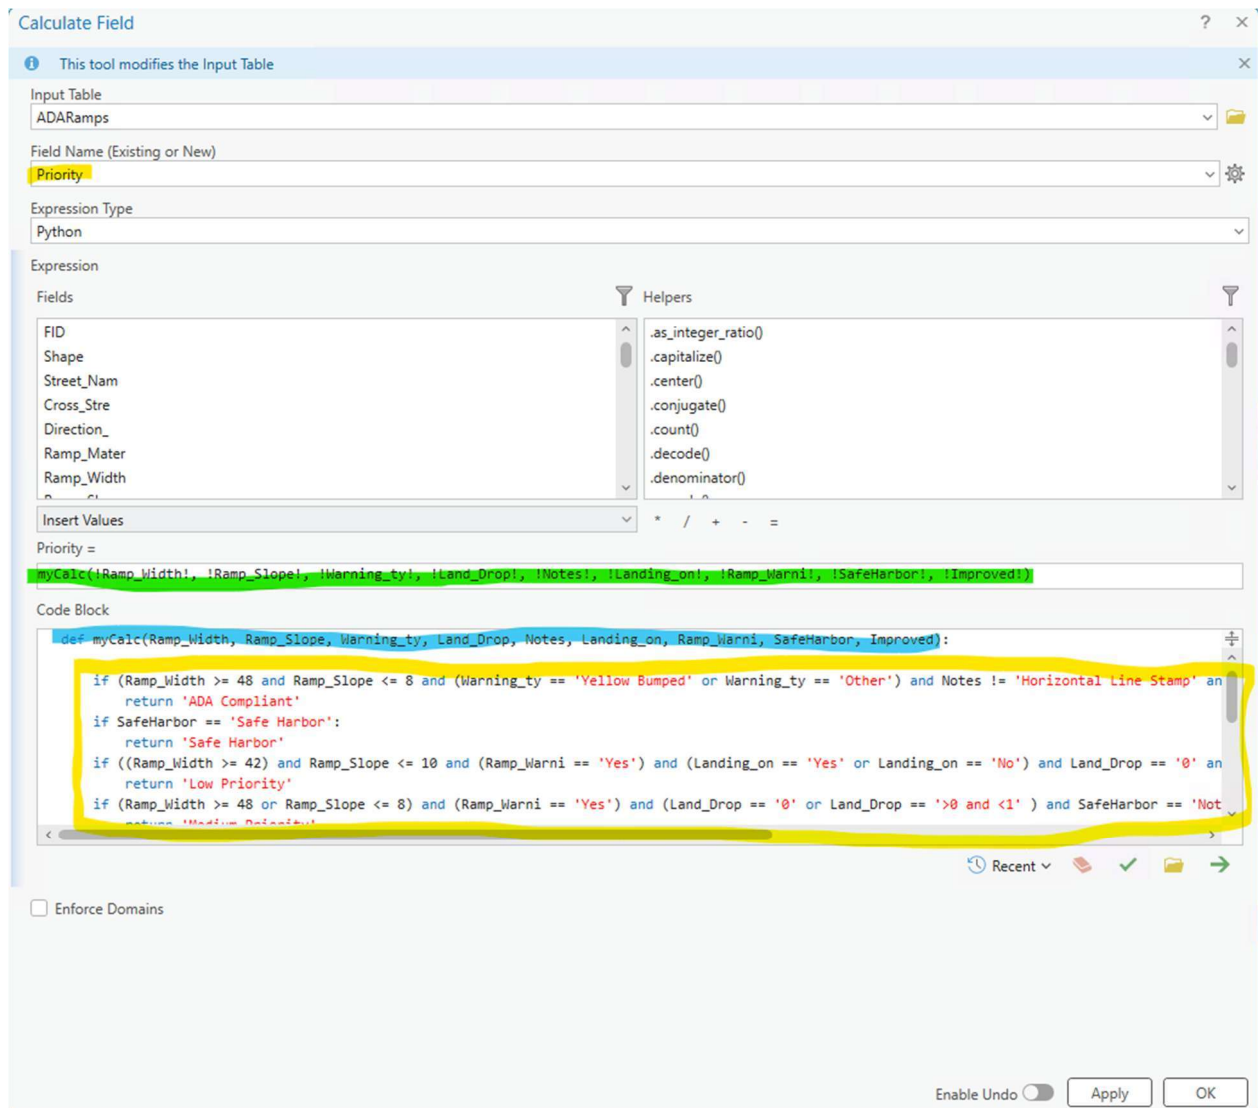 Calculate Field
?
This tool modifies the Input Table
Input Table
ADARamps
Field Name (Existing or New)
Priority
Expression Type
Python
Expression
Fields
Helpers
FID
Shape
Street_Nam
Cross_Stre
Direction_
Ramp_Mater
Ramp_Width
.as_integer_ratio()
.capitalize()
.center()
.conjugate()
.count()
.decode()
.denominator()
Insert Values
* / + - =
Priority =
myCalc(!Ramp_Width!, !Ramp_Slope!, !Warning_ty!, !Land_Drop!, !Notes!, !Landing_on!, !Ramp_Warni!, !SafeHarbor!, !Improved!)
Code Block
def myCalc(Ramp_Width, Ramp_Slope, Warning_ty, Land_Drop, Notes, Landing_on, Ramp_Warni, SafeHarbor, Improved):
if (Ramp_Width >= 48 and Ramp_Slope <= 8 and (Warning_ty == 'Yellow Bumped' or Warning_ty == 'Other') and Notes != 'Horizontal Line Stamp' an
return 'ADA Compliant'
if SafeHarbor == 'Safe Harbor':
return 'Safe Harbor'
if ((Ramp_Width >= 42) and Ramp_Slope <= 10 and (Ramp_Warni == 'Yes') and (Landing_on == 'Yes' or Landing_on == 'No') and Land_Drop == '0' an
return 'Low Priority'
if (Ramp_Width >= 48 or Ramp_Slope <= 8) and (Ramp_Warni == 'Yes') and (Land_Drop == '0' or Land_Drop == '>0 and <1' ) and SafeHarbor == 'Not
return 'Medium Priority'
Recent
Enforce Domains
Enable Undo
Apply
OK